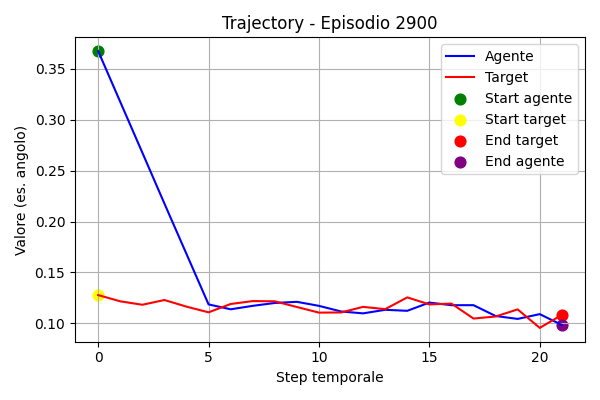 Trajectory - Episodio 2900
Agente
Target
Start agente
Start target
End target
End agente
Valore (es. angolo)
0.35
0.30
0.25
0.20
0.15
0.10
0
5
10
15
20
Step temporale